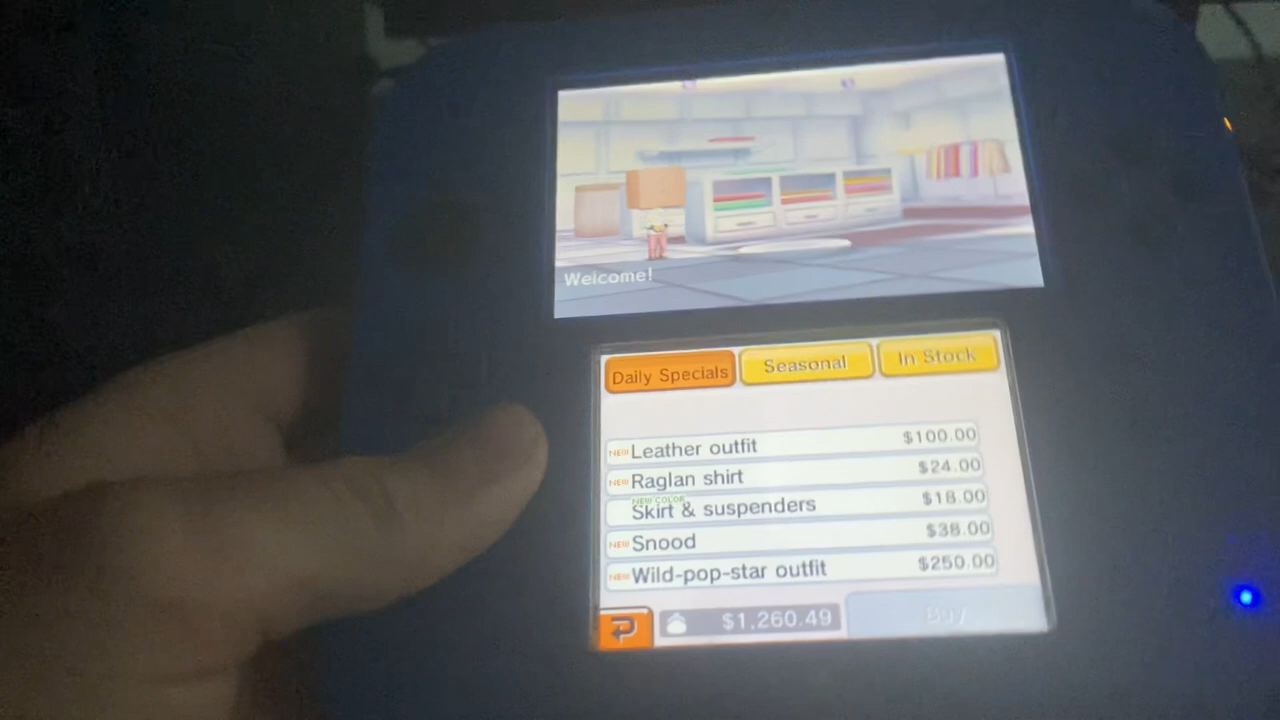 Welcome!
Daily Specials
Seasonal
In Stock
NEW Leather outfit $100.00
NEW Raglan shirt $24.00
NEW COLOR
Skirt & suspenders $18.00
NEW Snood $38.00
NEW Wild-pop-star outfit $250.00
$1,260.49
Buy